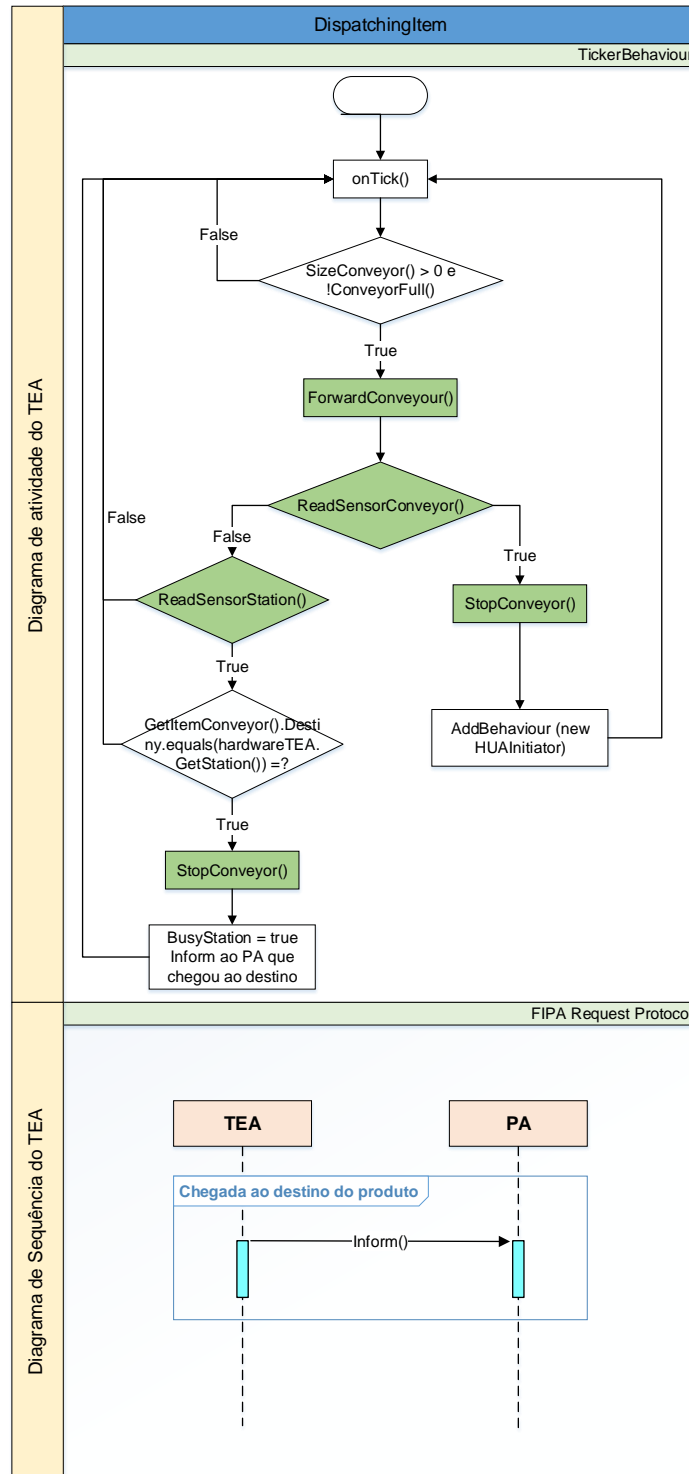 DispatchingItem
TickerBehaviour
Diagrama de atividade do TEA
onTick()
False
SizeConveyor() > 0 e
!ConveyorFull()
True
ForwardConveyour()
ReadSensorConveyor()
False
False
True
ReadSensorStation()
StopConveyor()
True
GetItemConveyor().Desti
ny.equals(hardwareTEA.
GetStation()) =?
AddBehaviour (new
HUAInitiator)
True
StopConveyor()
BusyStation = true
Inform ao PA que
chegou ao destino
FIPA Request Protoco
Diagrama de Sequência do TEA
TEA
PA
Chegada ao destino do produto
Inform()